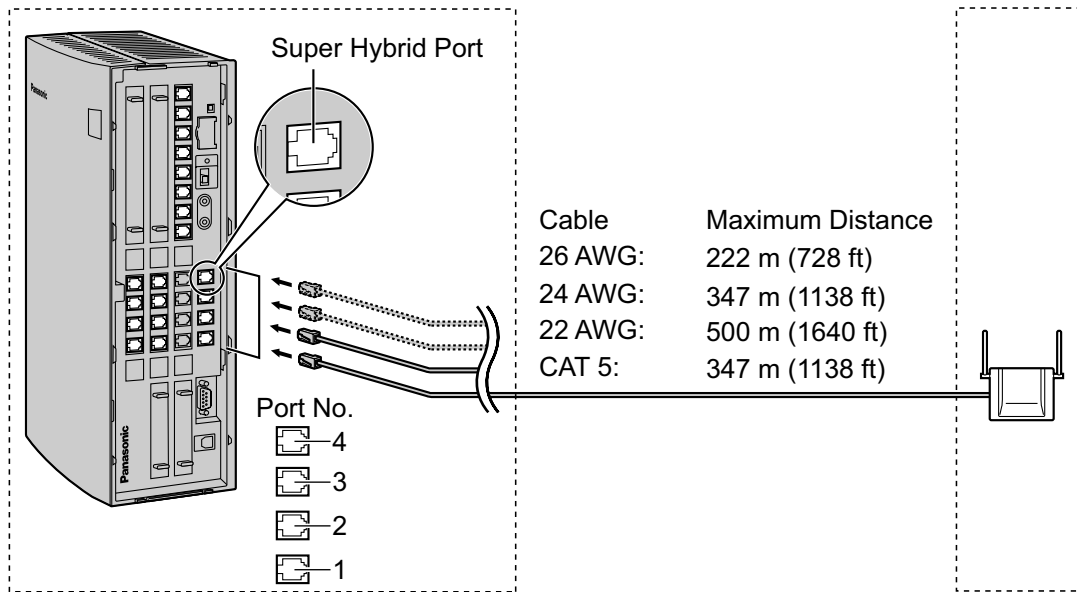 Super Hybrid Port
Panasonic
Cable Maximum Distance
26 AWG: 222 m (728 ft)
24 AWG: 347 m (1138 ft)
22 AWG: 500 m (1640 ft)
CAT 5: 347 m (1138 ft)
Port No.
4
3
2
1
Panasonic